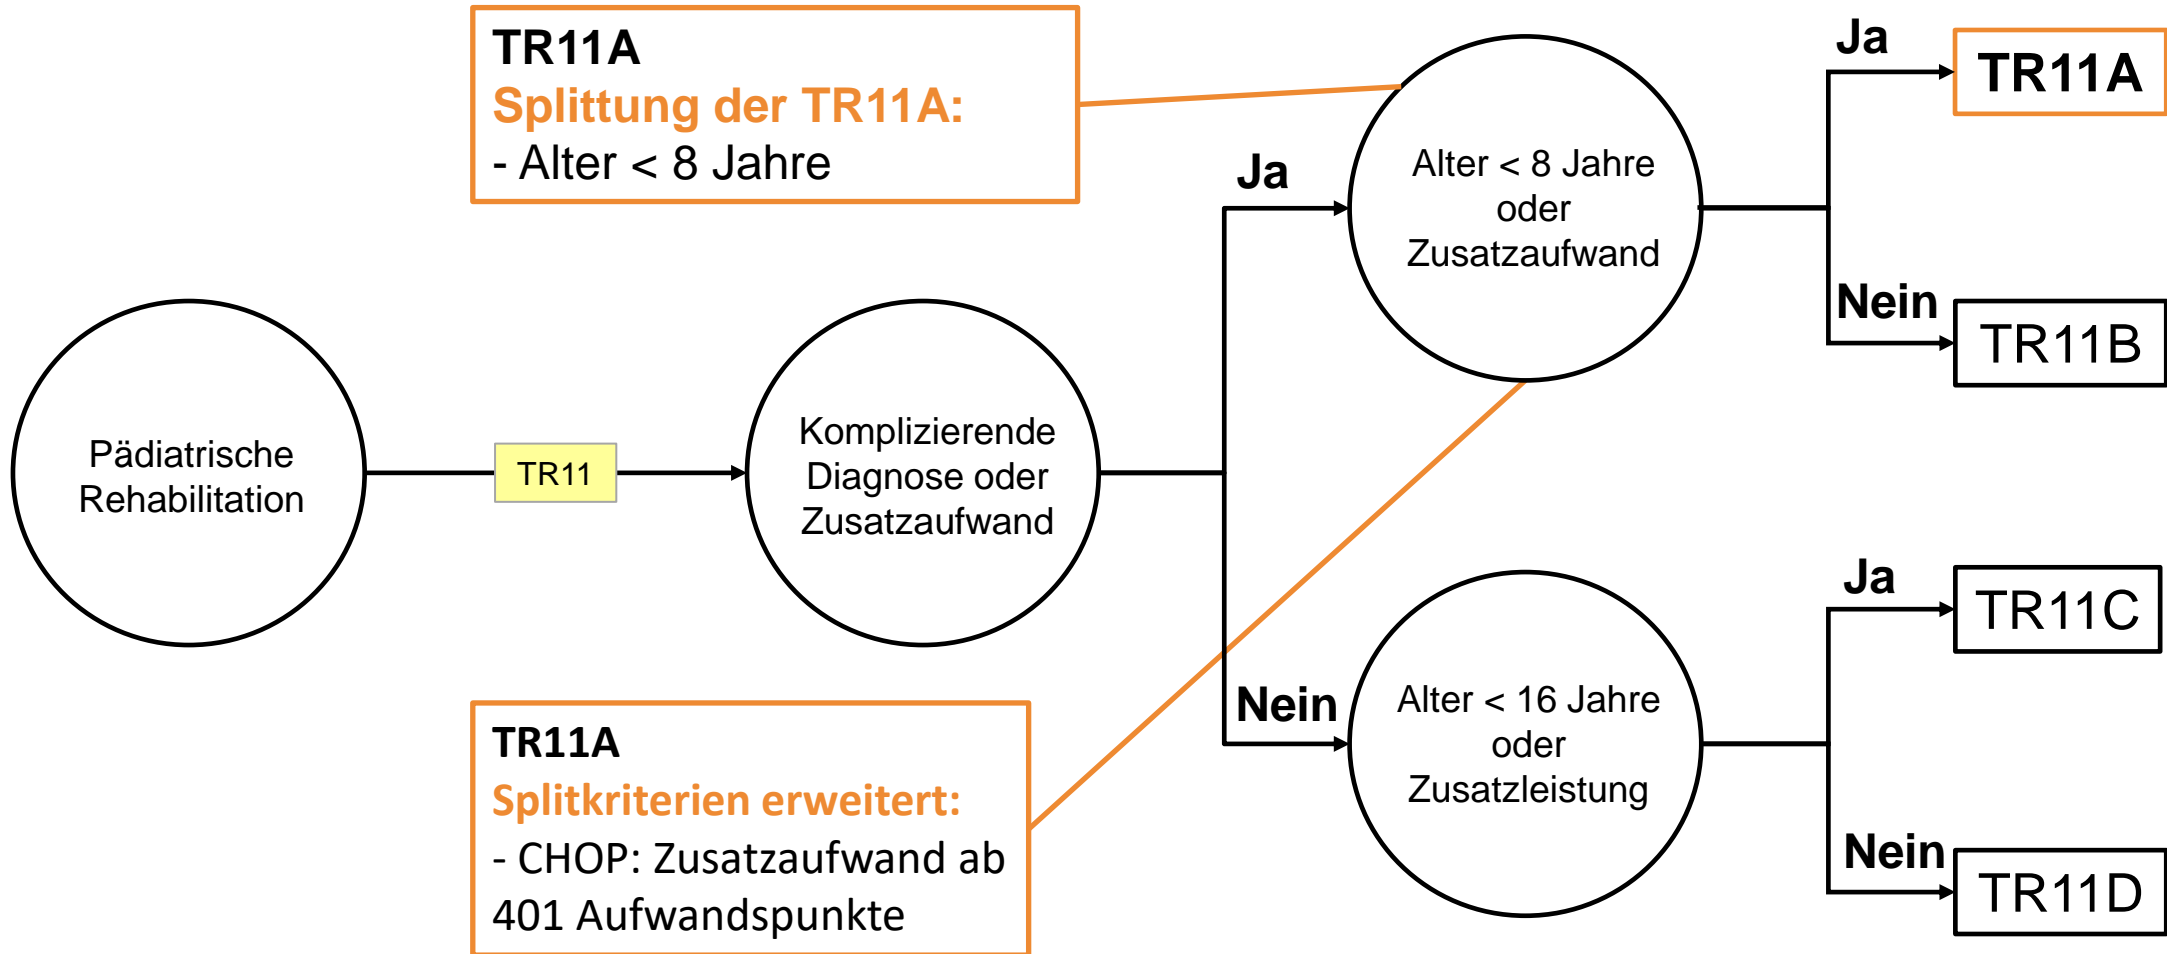 TR11A
Splittung der TR11A:
- Alter < 8 Jahre
Ja
TR11A
Ja
Alter < 8 Jahre
oder
Zusatzaufwand
Nein
TR11B
Pädiatrische
Rehabilitation
TR11
Komplizierende
Diagnose oder
Zusatzaufwand
Ja
TR11C
Nein
Alter < 16 Jahre
oder
Zusatzleistung
TR11A
Splitkriterien erweitert:
- CHOP: Zusatzaufwand ab
401 Aufwandspunkte
Nein
TR11D